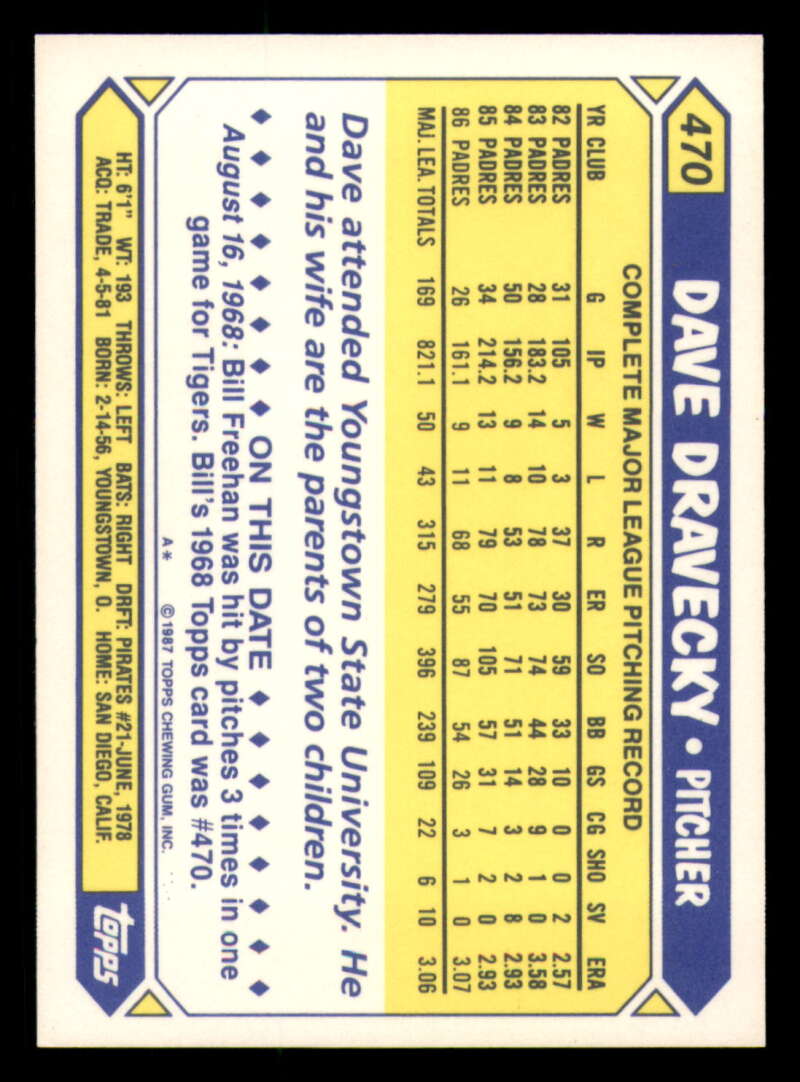 470
DAVE DRAVECKY • PITCHER
COMPLETE MAJOR LEAGUE PITCHING RECORD
YR CLUB G IP W L R ER SO BB GS CG SHO SV ERA
82 PADRES 31 105 5 3 37 30 59 33 10 0 0 2 2.57
83 PADRES 28 183.2 14 10 78 73 74 44 28 9 1 0 3.58
84 PADRES 50 156.2 9 8 53 51 71 51 14 3 2 8 2.93
85 PADRES 34 214.2 13 11 79 70 105 57 31 7 2 0 2.93
86 PADRES 26 161.1 9 11 68 55 87 54 26 3 1 0 3.07
MAJ. LEA. TOTALS 169 821.1 50 43 315 279 396 239 109 22 6 10 3.06
Dave attended Youngstown State University. He
and his wife are the parents of two children.
◆ ◆ ◆ ◆ ◆ ◆ ◆ ◆ ON THIS DATE ◆ ◆ ◆ ◆ ◆ ◆ ◆ ◆
August 16, 1968: Bill Freehan was hit by pitches 3 times in one
game for Tigers. Bill's 1968 Topps card was #470.
A* ©1987 TOPPS CHEWING GUM, INC.
HT: 6'1" WT: 193 THROWS: LEFT BATS: RIGHT DRFT: PIRATES #21-JUNE, 1978
ACQ: TRADE, 4-5-81 BORN: 2-14-56, YOUNGSTOWN, O. HOME: SAN DIEGO, CALIF.
topps